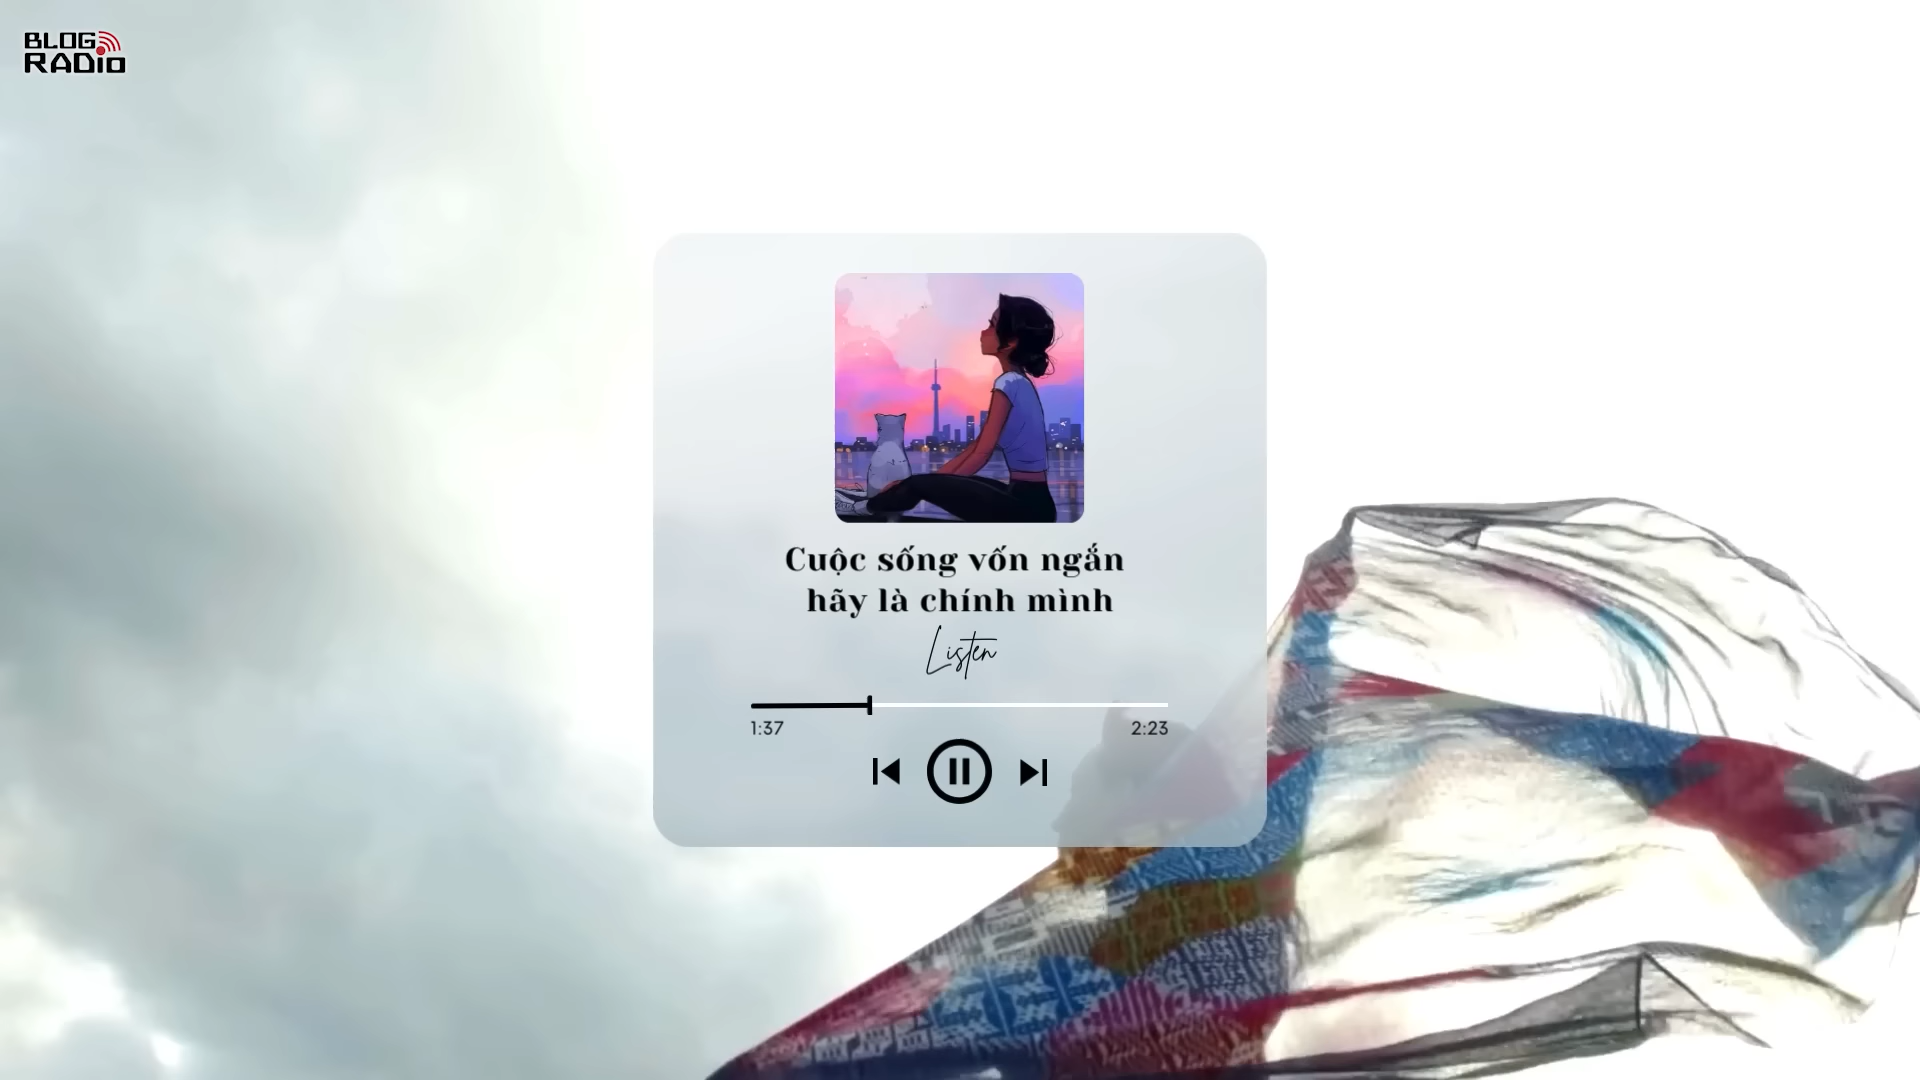 BLOG
RADIO
Cuộc sống vốn ngắn
hãy là chính mình
Listen
1:37
2:23